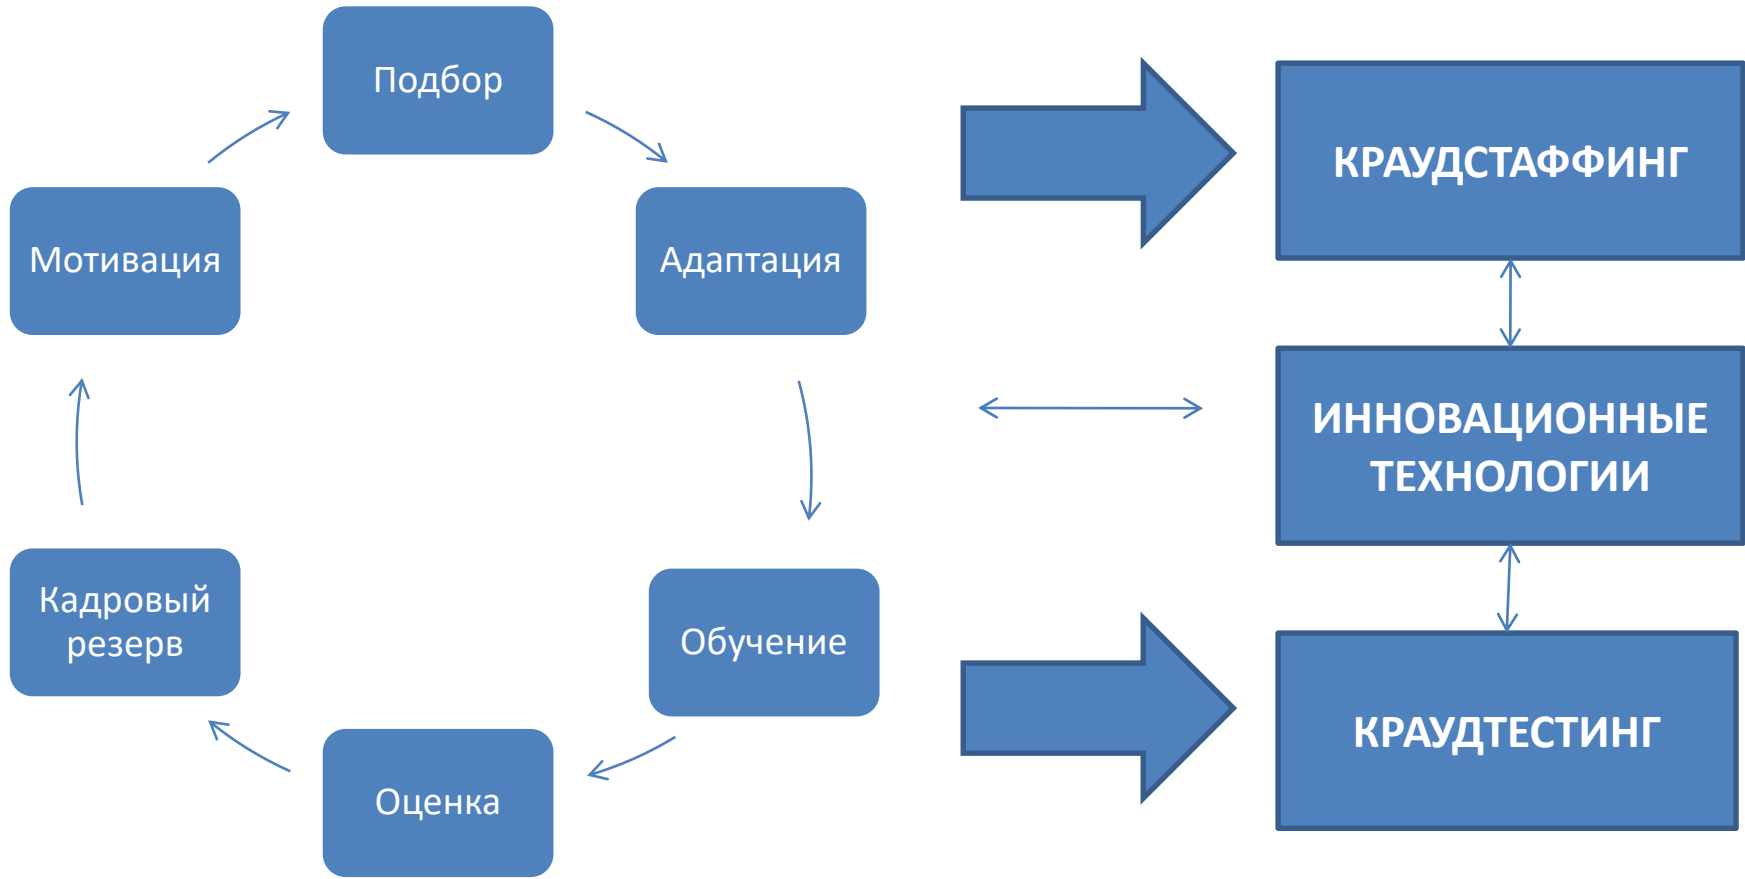 Подбор
Адаптация
Обучение
Оценка
Кадровый
резерв
Мотивация
КРАУДСТАФФИНГ
ИННОВАЦИОННЫЕ
ТЕХНОЛОГИИ
КРАУДТЕСТИНГ